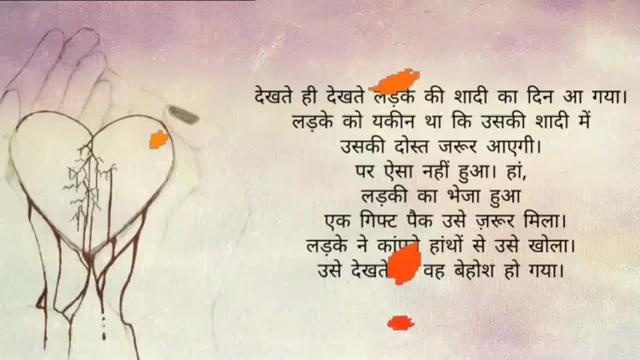 देखते ही देखते लड़के की शादी का दिन आ गया।
लड़के को यकीन था कि उसकी शादी में
उसकी दोस्त जरूर आएगी।
पर ऐसा नहीं हुआ। हां,
लड़की का भेजा हुआ
एक गिफ्ट पैक उसे ज़रूर मिला।
लड़के ने कांपते हांथों से उसे खोला।
उसे देखते वह बेहोश हो गया।